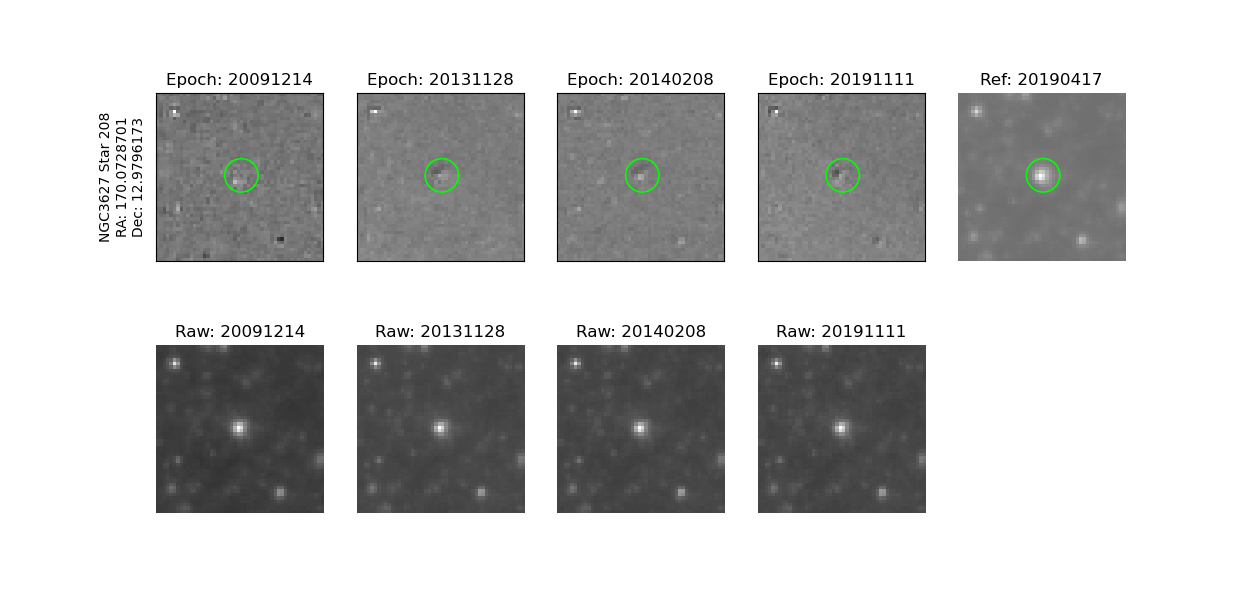 Epoch: 20091214
Epoch: 20131128
Epoch: 20140208
Epoch: 20191111
Ref: 20190417
NGC3627 Star 208
RA: 170.0728701
Dec: 12.9796173
Raw: 20091214
Raw: 20131128
Raw: 20140208
Raw: 20191111